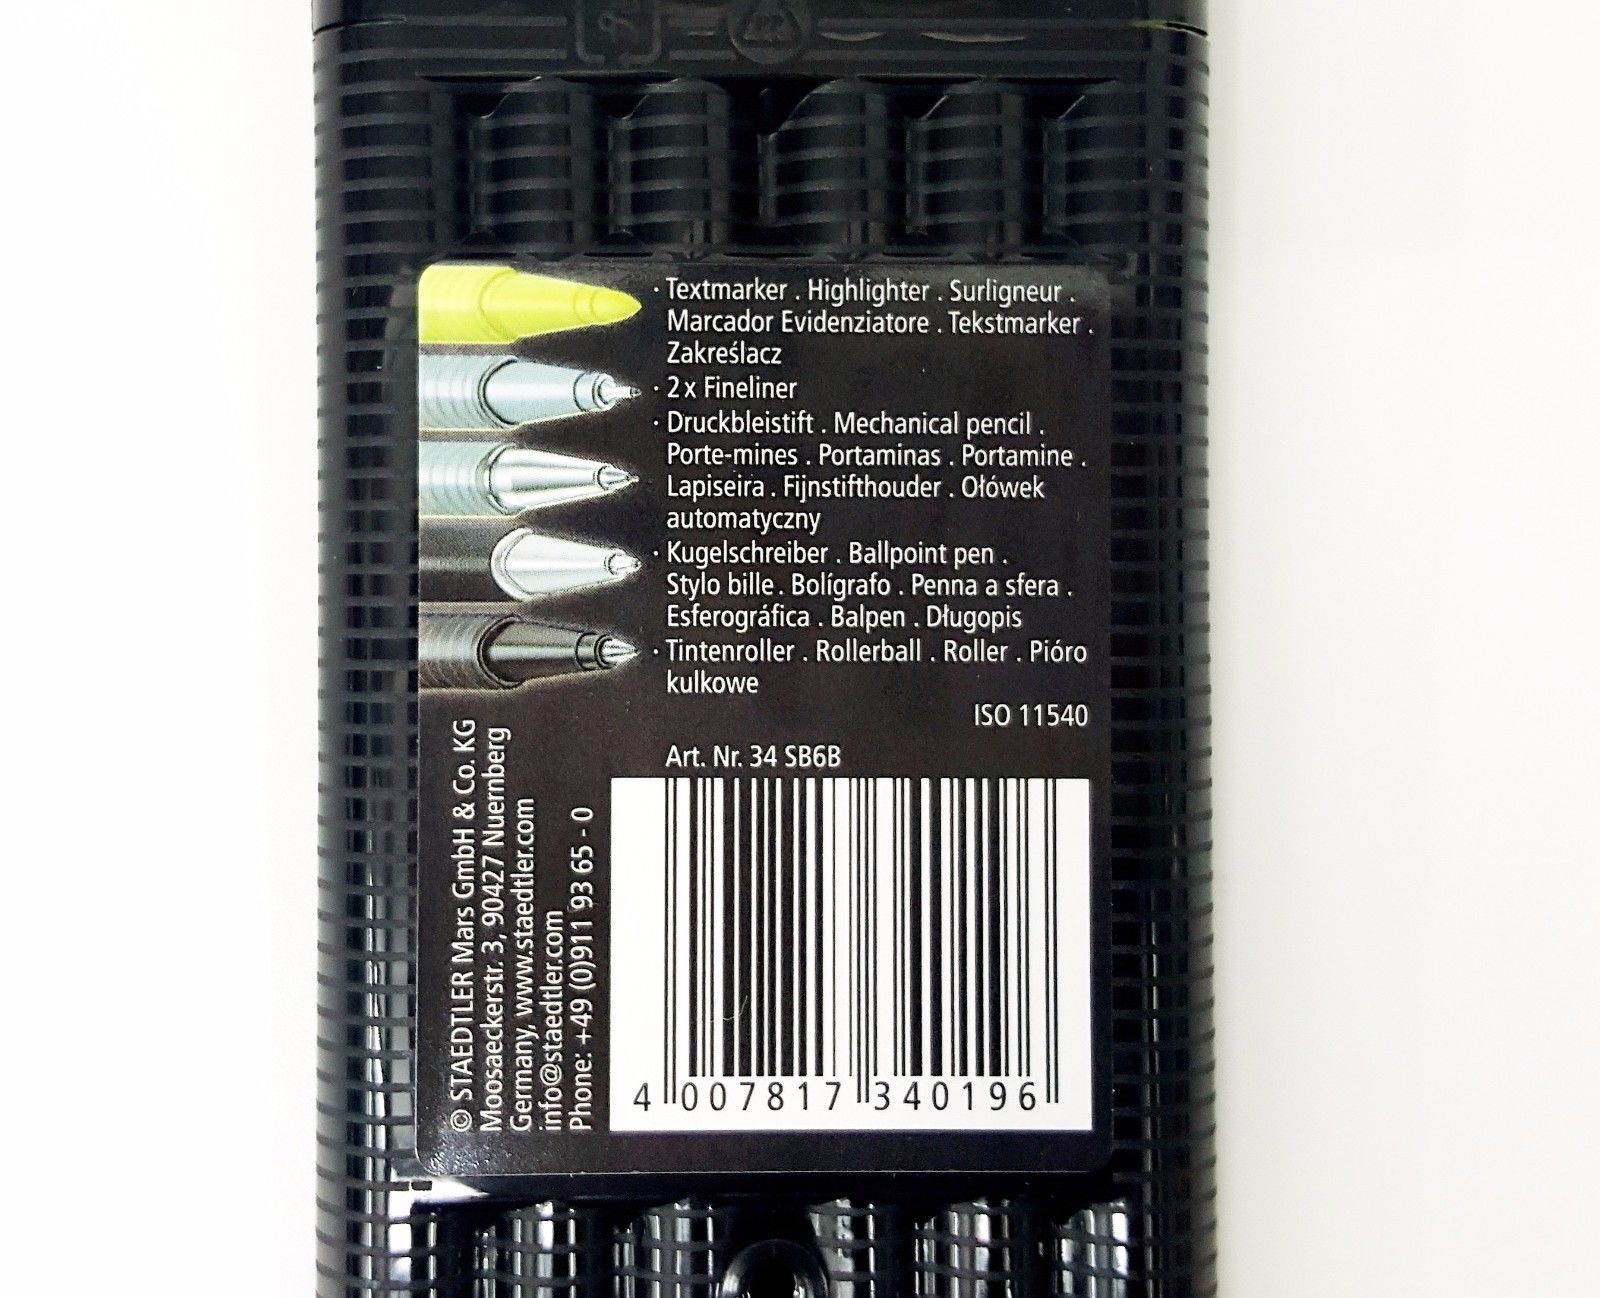 · Textmarker . Highlighter . Surligneur .
Marcador Evidenziatore . Tekstmarker .
Zakreślacz
· 2 x Fineliner
· Druckbleistift . Mechanical pencil .
Porte-mines . Portaminas . Portamine .
Lapiseira . Fijnstifthouder . Ołówek
automatyczny
· Kugelschreiber . Ballpoint pen .
Stylo bille . Bolígrafo . Penna a sfera .
Esferográfica . Balpen . Długopis
· Tintenroller . Rollerball . Roller . Pióro
kulkowe
ISO 11540
Art. Nr. 34 SB6B
4 007817 340196
© STAEDTLER Mars GmbH & Co. KG
Moosaeckerstr. 3, 90427 Nuernberg
Germany, www.staedtler.com
info@staedtler.com
Phone: +49 (0)911 93 65 - 0